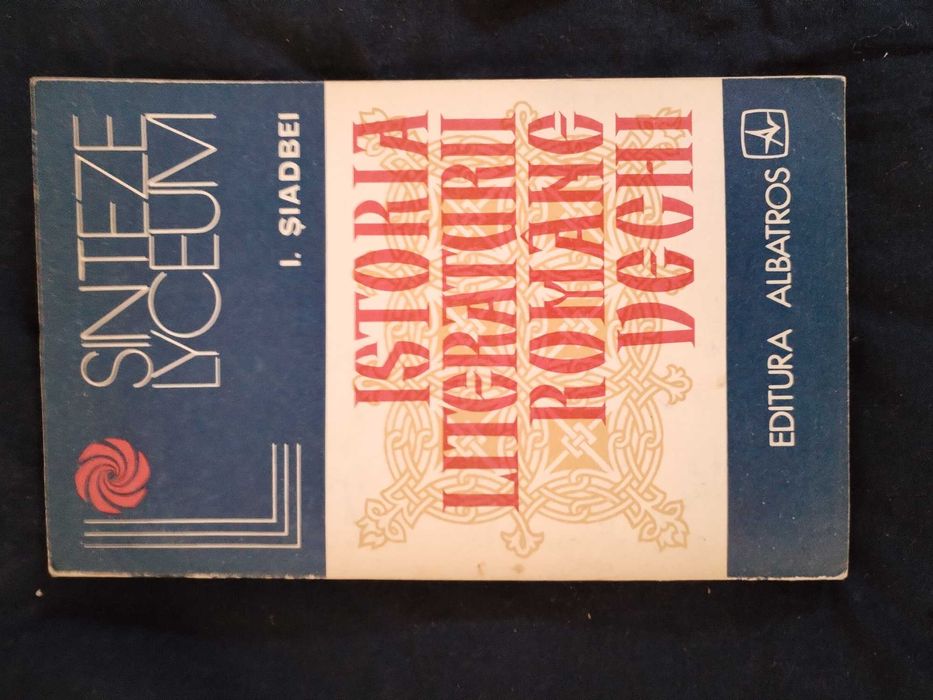 SINTEZE
LYCEUM
I. ȘIADBEI
ISTORIA
LITERATURII
ROMÂNE
VECHI
EDITURA ALBATROS